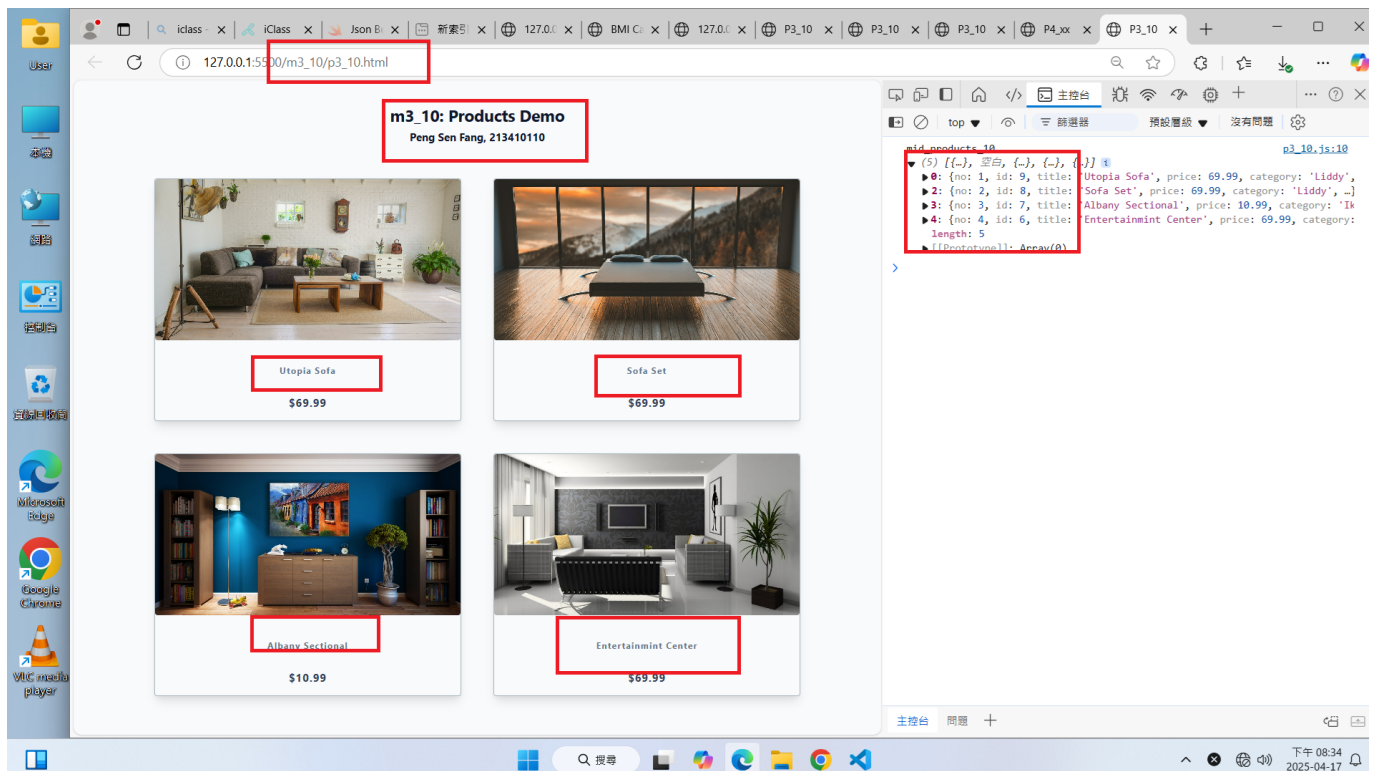 User
本機
網路
控制台
資源回收筒
Microsoft Edge
Google Chrome
VLC media player
iclass
iClass
Json Be
新索引
127.0.0
BMI Ca
127.0.0
P3_10
P3_10
P3_10
P4_xx
P3_10
127.0.0.1:5500/m3_10/p3_10.html
m3_10: Products Demo
Peng Sen Fang, 213410110
Utopia Sofa
$69.99
Sofa Set
$69.99
Albany Sectional
$10.99
Entertainmint Center
$69.99
主控台
top
篩選器
預設層級
沒有問題
mid_products_10
p3_10.js:10
(5) [{…}, 空白, {…}, {…}, {…}]
0: {no: 1, id: 9, title: 'Utopia Sofa', price: 69.99, category: 'Liddy',
2: {no: 2, id: 8, title: 'Sofa Set', price: 69.99, category: 'Liddy', …}
3: {no: 3, id: 7, title: 'Albany Sectional', price: 10.99, category: 'Ik
4: {no: 4, id: 6, title: 'Entertainmint Center', price: 69.99, category:
length: 5
[[Prototype]]: Array(0)
主控台
問題
搜尋
下午 08:34
2025-04-17